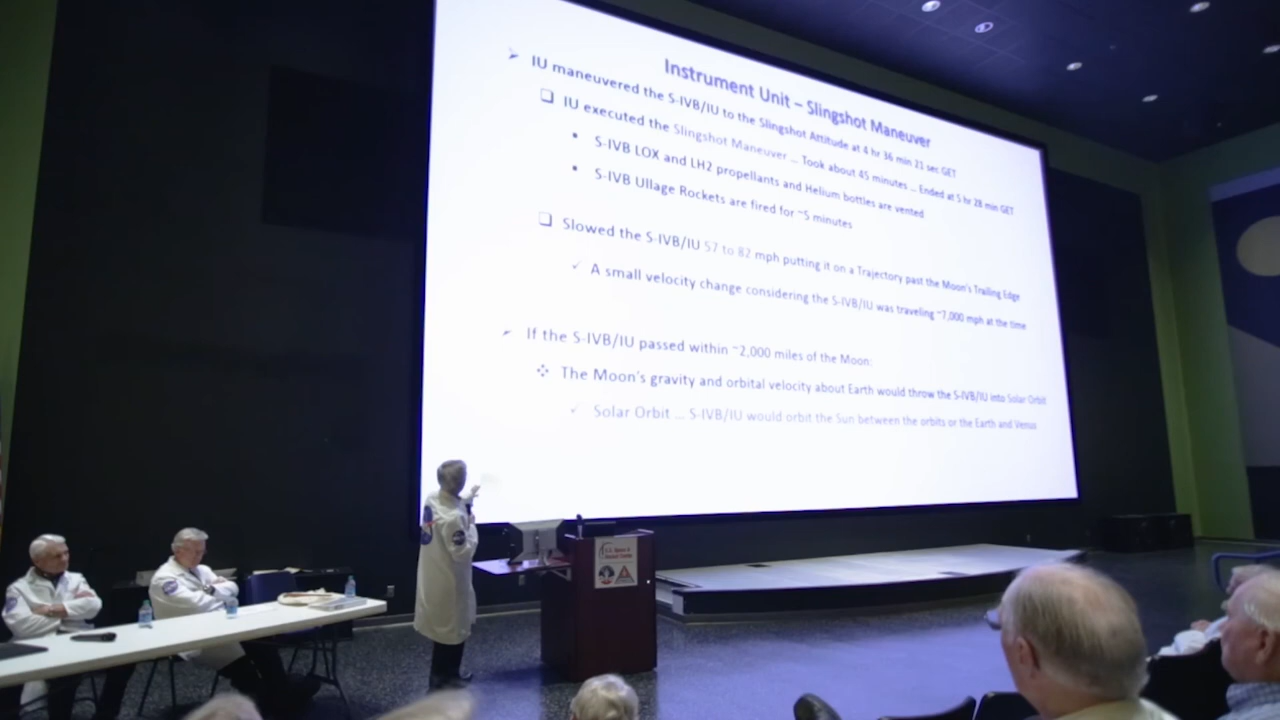 Instrument Unit – Slingshot Maneuver
IU maneuvered the S-IVB/IU to the Slingshot Attitude at 4 hr 36 min 21 sec GET
IU executed the Slingshot Maneuver ... Took about 45 minutes ... Ended at 5 hr 28 min GET
S-IVB LOX and LH2 propellants and Helium bottles are vented
S-IVB Ullage Rockets are fired for ~5 minutes
Slowed the S-IVB/IU 57 to 82 mph putting it on a Trajectory past the Moon's Trailing Edge
A small velocity change considering the S-IVB/IU was traveling ~7,000 mph at the time
If the S-IVB/IU passed within ~2,000 miles of the Moon:
The Moon's gravity and orbital velocity about Earth would throw the S-IVB/IU into Solar Orbit
Solar Orbit ... S-IVB/IU would orbit the Sun between the orbits or the Earth and Venus
U.S. Space &
Rocket Center